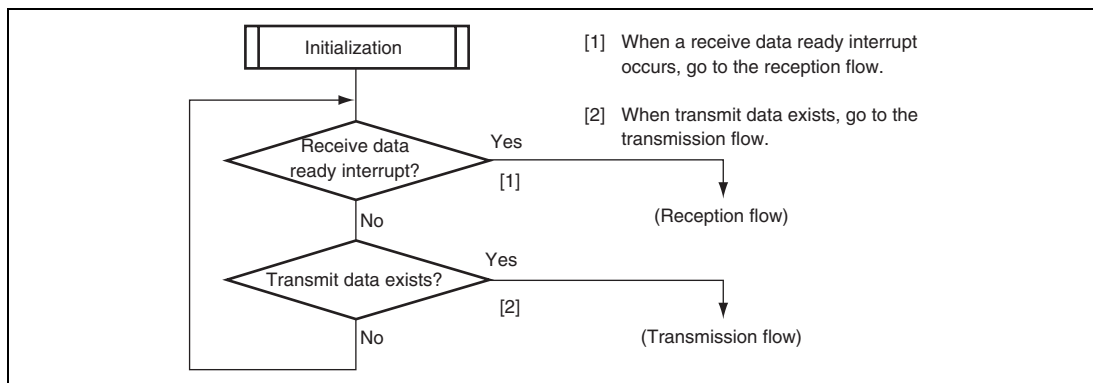 Initialization
[1] When a receive data ready interrupt
occurs, go to the reception flow.
[2] When transmit data exists, go to the
transmission flow.
Receive data
ready interrupt?
Yes
[1]
(Reception flow)
No
Transmit data exists?
Yes
[2]
(Transmission flow)
No